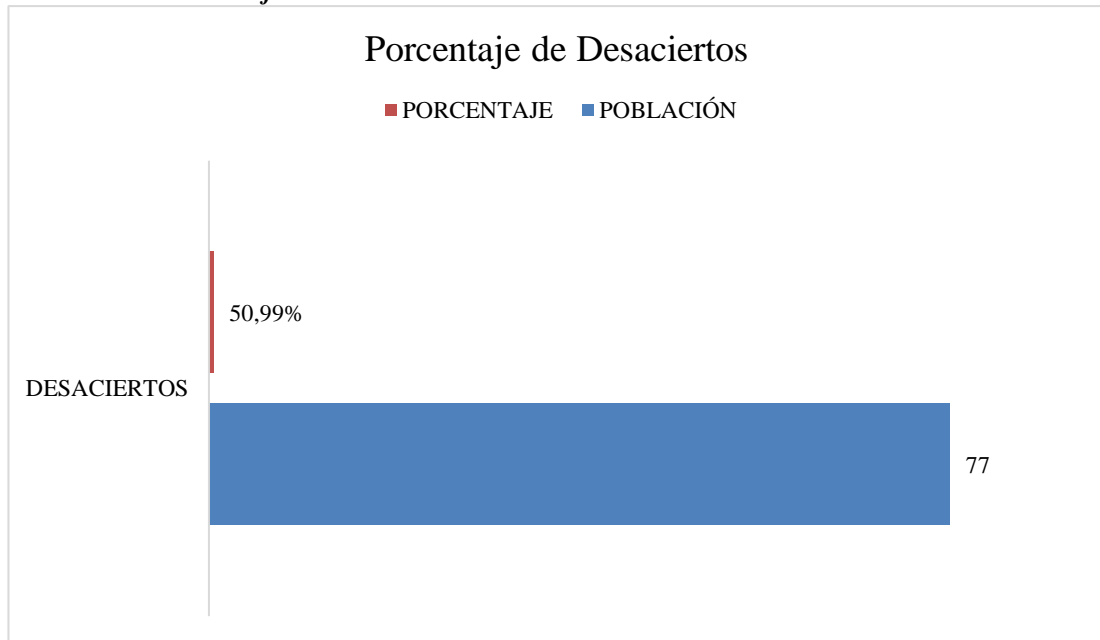 Porcentaje de Desaciertos
PORCENTAJE POBLACIÓN
50,99%
DESACIERTOS
77